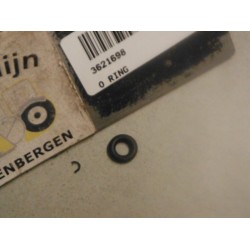 ijn
ENBERGEN
3621698
O RING